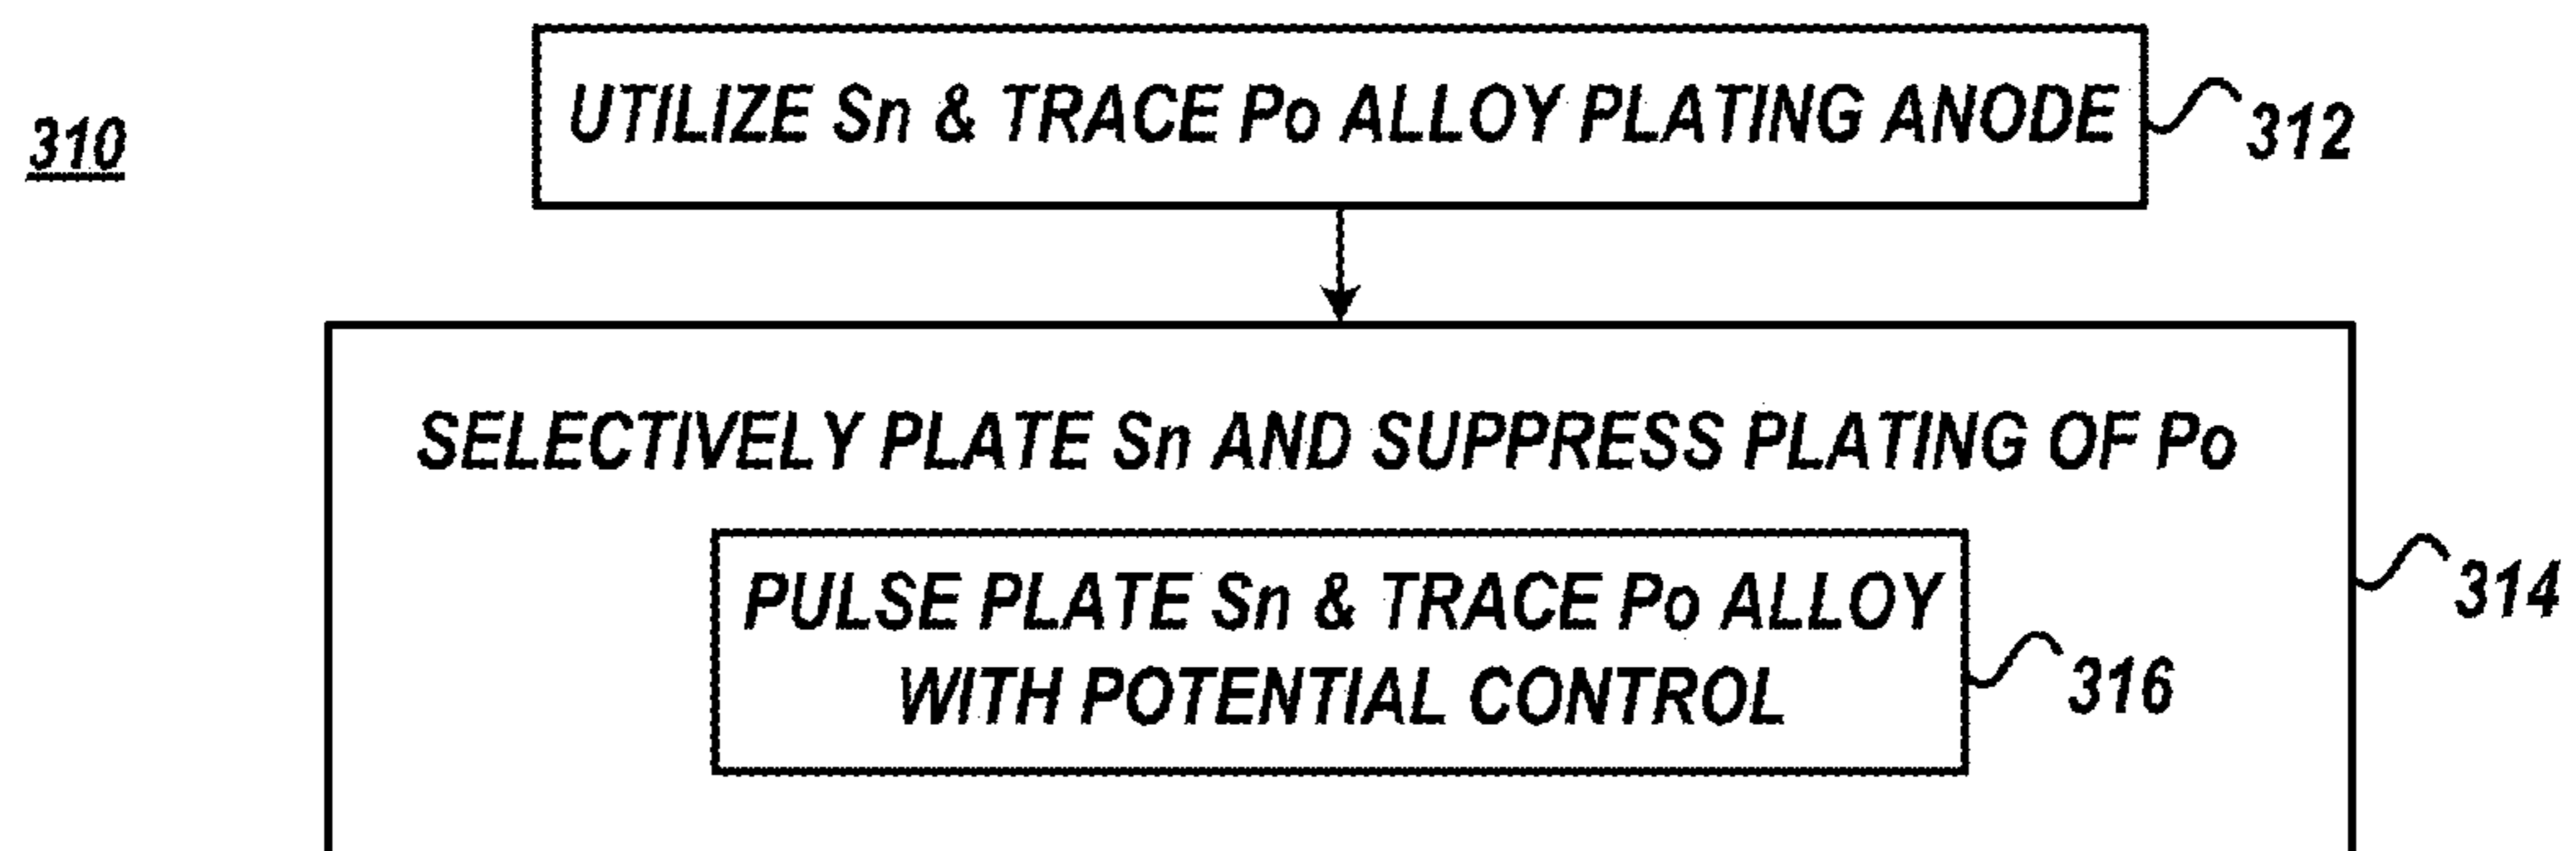 310
UTILIZE Sn & TRACE Po ALLOY PLATING ANODE
312
SELECTIVELY PLATE Sn AND SUPPRESS PLATING OF Po
314
PULSE PLATE Sn & TRACE Po ALLOY
WITH POTENTIAL CONTROL
316